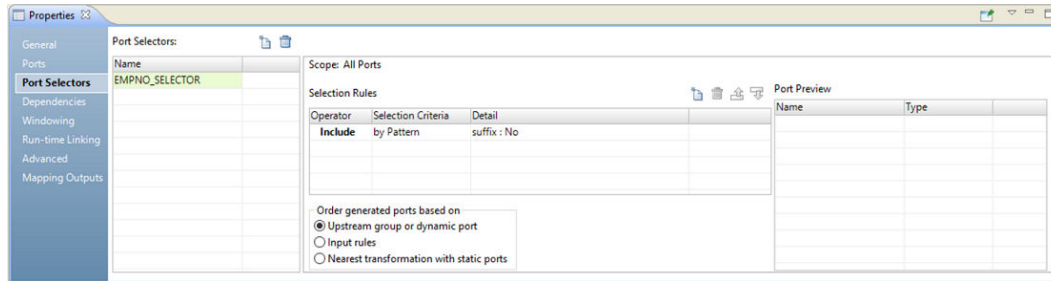 Properties
General
Ports
Port Selectors
Dependencies
Windowing
Run-time Linking
Advanced
Mapping Outputs
Port Selectors:
Name
EMPNO_SELECTOR
Scope: All Ports
Selection Rules
Operator Selection Criteria Detail
Include by Pattern suffix : No
Order generated ports based on
Upstream group or dynamic port
Input rules
Nearest transformation with static ports
Port Preview
Name Type